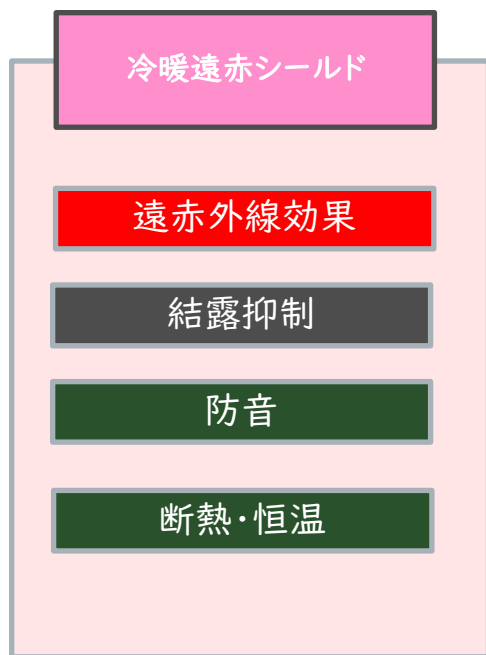 冷暖遠赤シールド
遠赤外線効果
結露抑制
防音
断熱・恒温